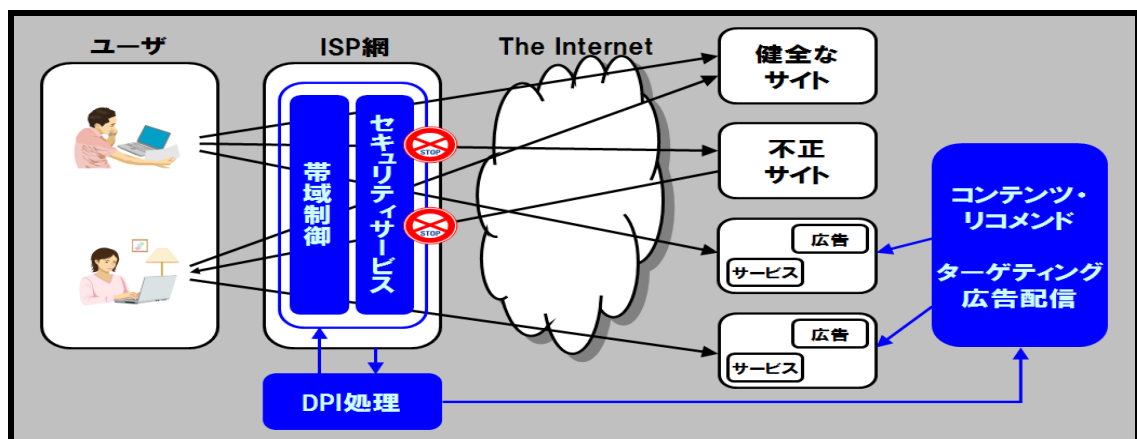 ユーザ
ISP網
The Internet
健全な
サイト
帯域制御
セキュリティサービス
STOP
STOP
不正
サイト
広告
サービス
広告
サービス
コンテンツ・
リコメンド
ターゲティング
広告配信
DPI処理